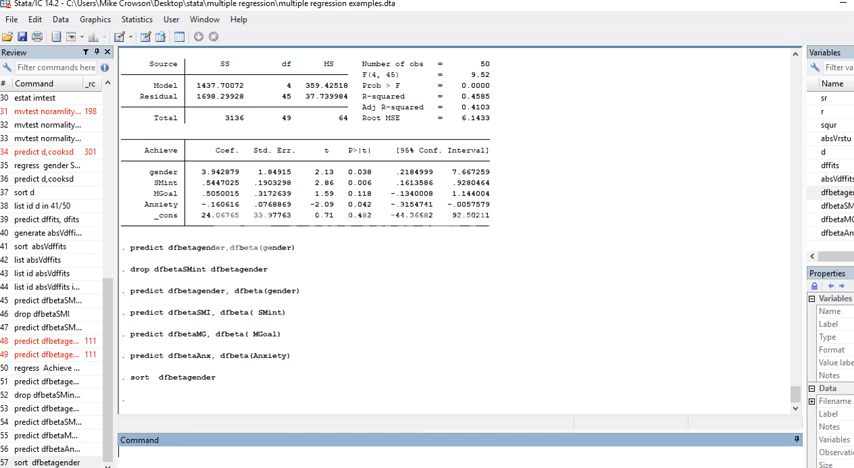 Stata/IC 14.2 - C:\Users\Mike Crowson\Desktop\stata\multiple regression\multiple regression examples.dta
File Edit Data Graphics Statistics User Window Help
Review
Filter commands here
# Command _rc
30 estat imtest
31 mvtest noramlity... 198
32 mvtest normality...
33 mvtest normality...
34 predict d,cooksd 301
35 regress gender S...
36 predict d,cooksd
37 sort d
38 list id d in 41/50
39 predict dffits, dfits
40 generate absVdffi...
41 sort absVdffits
42 list absVdffits
43 list id absVdffits
44 list id absVdffits i...
45 predict dfbetaSM...
46 drop dfbetaSMI
47 predict dfbetaSM...
48 predict dfbetage... 111
49 predict dfbetage... 111
50 regress Achieve ...
51 predict dfbetage...
52 drop dfbetaSMin...
53 predict dfbetage...
54 predict dfbetaSM...
55 predict dfbetaM...
56 predict dfbetaAn...
57 sort dfbetagender
Source SS df MS Number of obs = 50
F(4, 45) = 9.52
Model 1437.70072 4 359.42518 Prob > F = 0.0000
Residual 1698.29928 45 37.739984 R-squared = 0.4585
Adj R-squared = 0.4103
Total 3136 49 64 Root MSE = 6.1433
Achieve Coef. Std. Err. t P>|t| [95% Conf. Interval]
gender 3.942879 1.84915 2.13 0.038 .2184999 7.667259
SMint .5447025 .1903298 2.86 0.006 .1613586 .9280464
MGoal .5050015 .3172639 1.59 0.118 -.1340008 1.144004
Anxiety -.160616 .0768869 -2.09 0.042 -.3154741 -.0057579
_cons 24.06765 33.97763 0.71 0.482 -44.36682 92.50211
. predict dfbetagender,dfbeta(gender)
. drop dfbetaSMint dfbetagender
. predict dfbetagender, dfbeta(gender)
. predict dfbetaSMI, dfbeta( SMint)
. predict dfbetaMG, dfbeta( MGoal)
. predict dfbetaAnx, dfbeta(Anxiety)
. sort dfbetagender
.
Command
Variables
Filter va
Name
sr
r
squr
absVrstu
d
dffits
absVdffits
dfbetager
dfbetaSM
dfbetaMG
dfbetaAn
Properties
Variables
Name
Label
Type
Format
Value labe
Notes
Data
Filename
Label
Notes
Variables
Observatio
Size